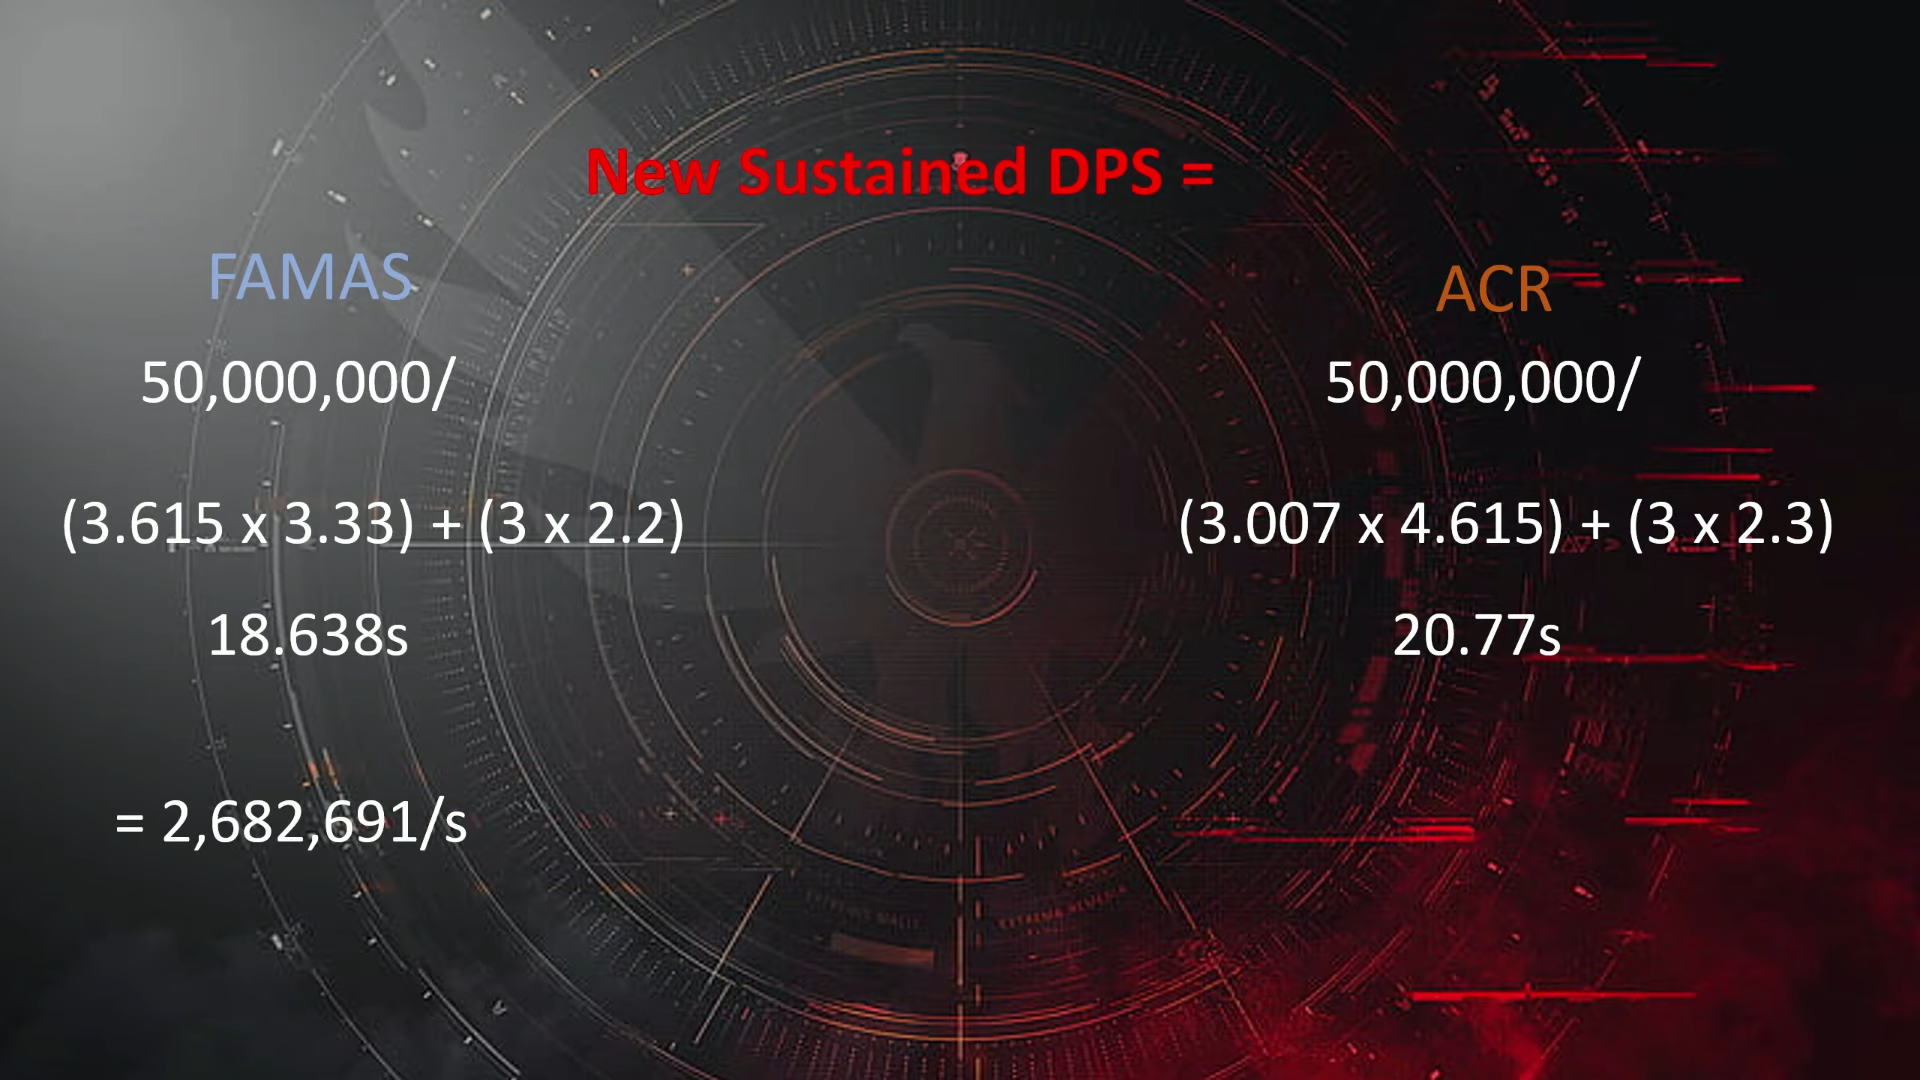 New Sustained DPS =
FAMAS
50,000,000/
(3.615 x 3.33) + (3 x 2.2)
18.638s
= 2,682,691/s
ACR
50,000,000/
(3.007 x 4.615) + (3 x 2.3)
20.77s